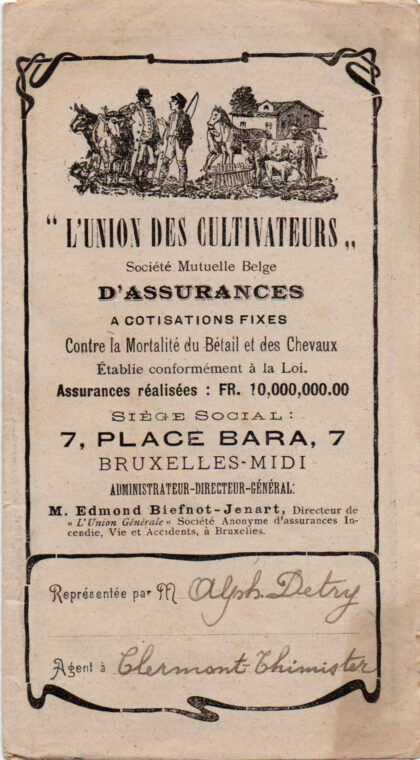 " L'UNION DES CULTIVATEURS „
Société Mutuelle Belge
D'ASSURANCES
A COTISATIONS FIXES
Contre la Mortalité du Bétail et des Chevaux
Établie conformément à la Loi.
Assurances réalisées : FR. 10,000,000.00
SIÈGE SOCIAL :
7, PLACE BARA, 7
BRUXELLES-MIDI
ADMINISTRATEUR-DIRECTEUR-GÉNÉRAL:
M. Edmond Biefnot-Jenart, Directeur de
« L'Union Générale » Société Anonyme d'assurances In-
cendie, Vie et Accidents, à Bruxelles.
Représentée par M Alph. Detry
Agent à Clermont-Thimister